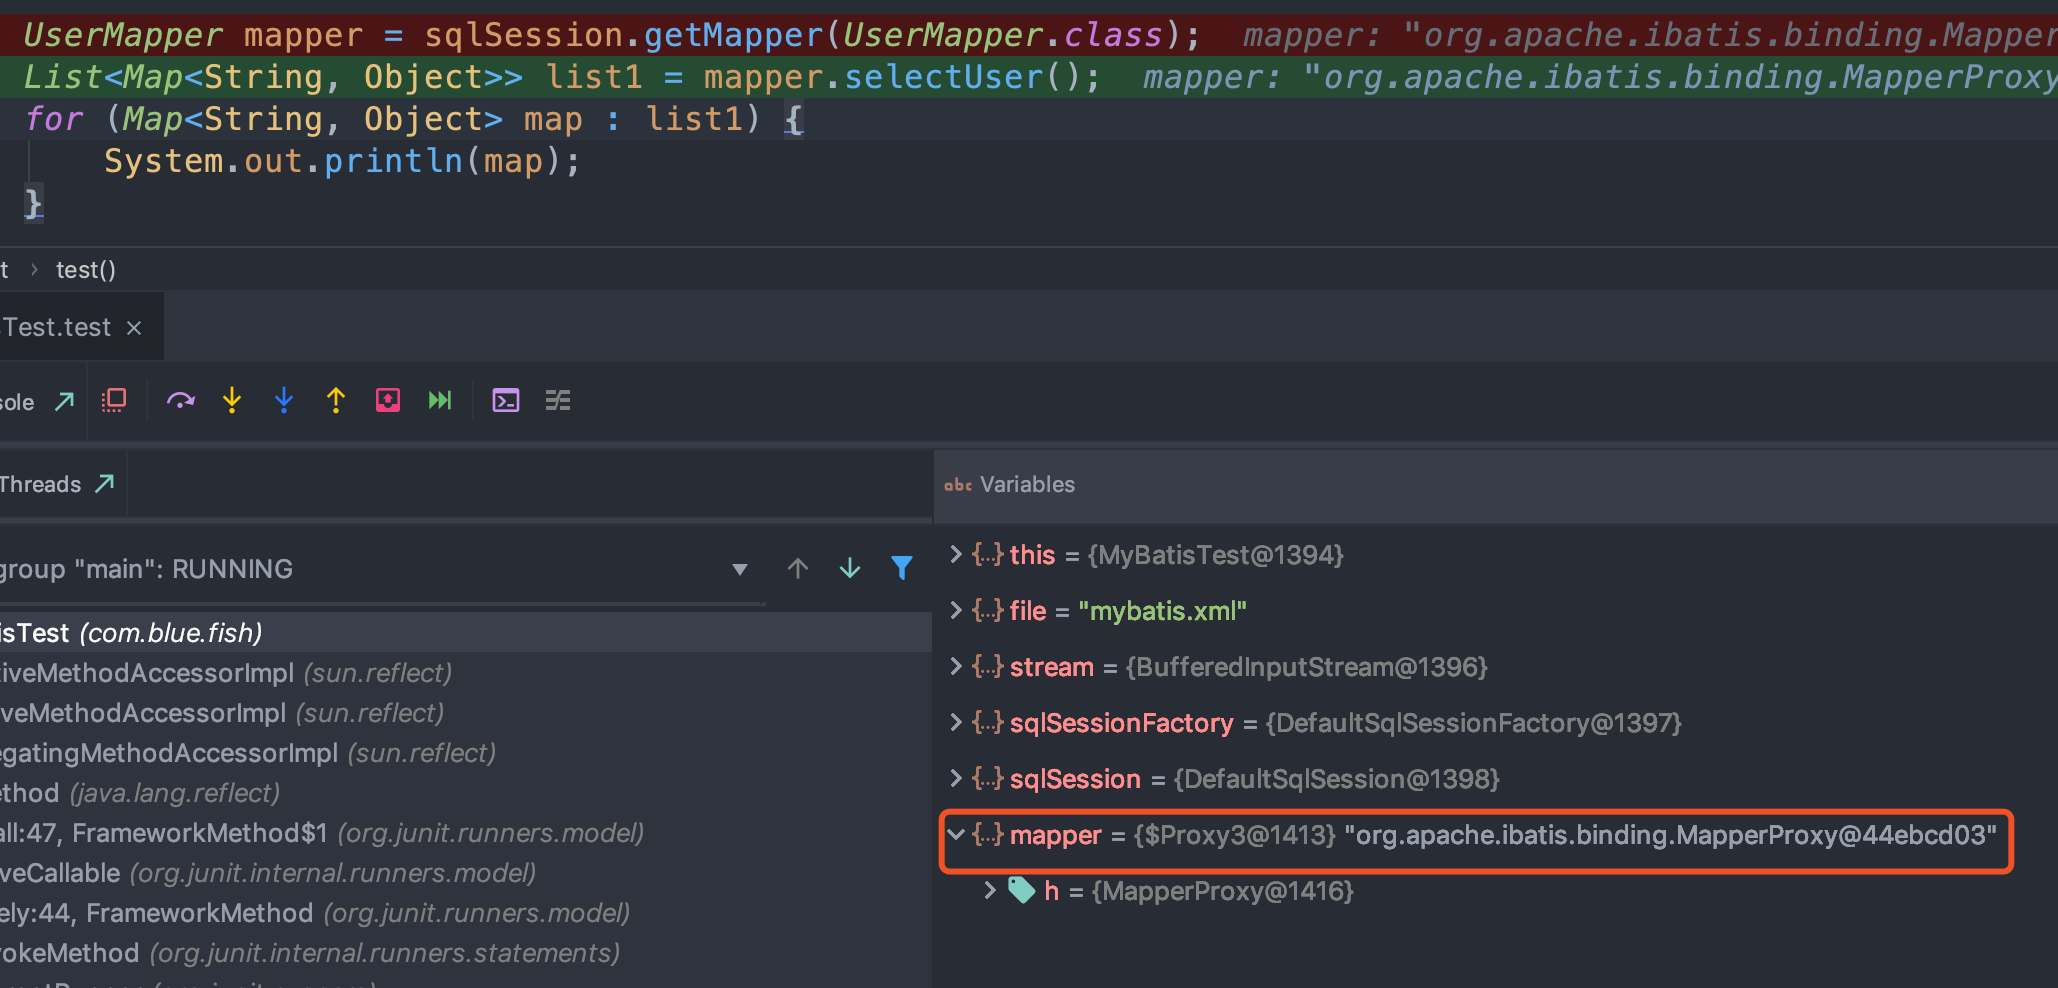 UserMapper mapper = sqlSession.getMapper(UserMapper.class); mapper: "org.apache.ibatis.binding.Mapper
List<Map<String, Object>> list1 = mapper.selectUser(); mapper: "org.apache.ibatis.binding.MapperProxy
for (Map<String, Object> map : list1) {
System.out.println(map);
}
t › test()
sTest.test ×
sole
Threads
abc Variables
group "main": RUNNING
isTest (com.blue.fish)
tiveMethodAccessorImpl (sun.reflect)
veMethodAccessorImpl (sun.reflect)
egatingMethodAccessorImpl (sun.reflect)
ethod (java.lang.reflect)
all:47, FrameworkMethod$1 (org.junit.runners.model)
veCallable (org.junit.internal.runners.model)
ely:44, FrameworkMethod (org.junit.runners.model)
vokeMethod (org.junit.internal.runners.statements)
{...} this = {MyBatisTest@1394}
{...} file = "mybatis.xml"
{...} stream = {BufferedInputStream@1396}
{...} sqlSessionFactory = {DefaultSqlSessionFactory@1397}
{...} sqlSession = {DefaultSqlSession@1398}
{...} mapper = {$Proxy3@1413} "org.apache.ibatis.binding.MapperProxy@44ebcd03"
h = {MapperProxy@1416}